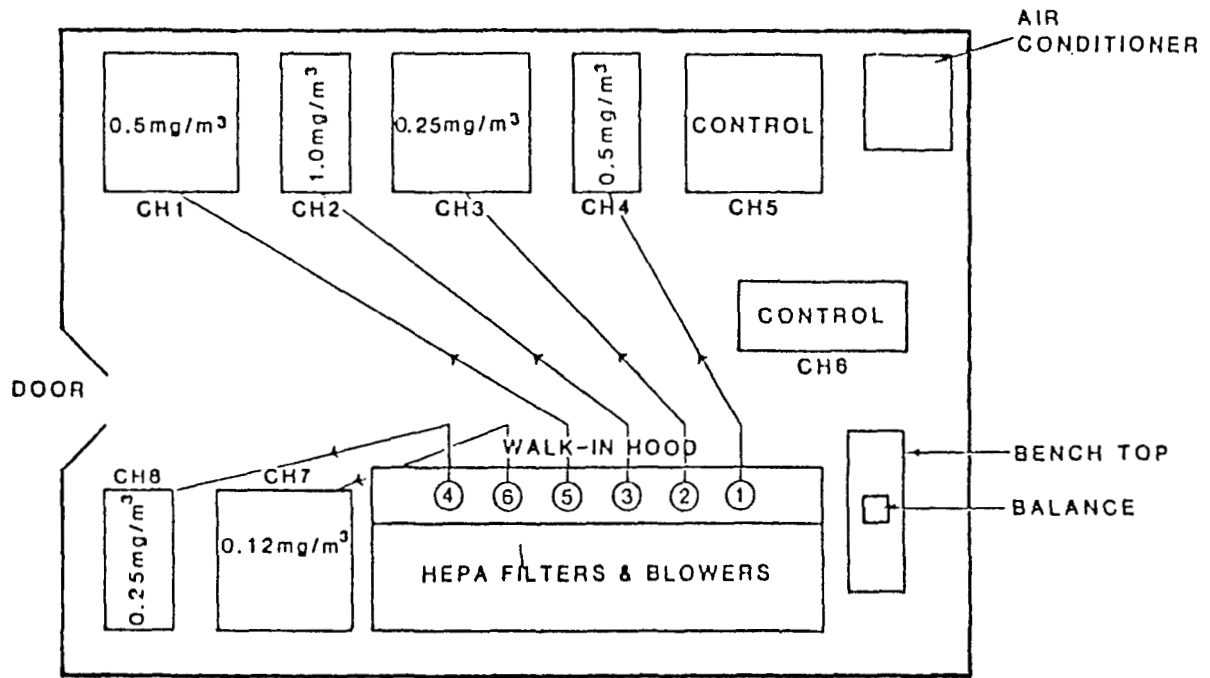 AIR
CONDITIONER
0.5mg/m³
1.0mg/m³
0.25mg/m³
0.5mg/m³
CONTROL
CH1
CH2
CH3
CH4
CH5
CONTROL
CH6
DOOR
WALK-IN HOOD
CH8
CH7
BENCH TOP
4
6
5
3
2
1
BALANCE
0.25mg/m³
0.12mg/m³
HEPA FILTERS & BLOWERS